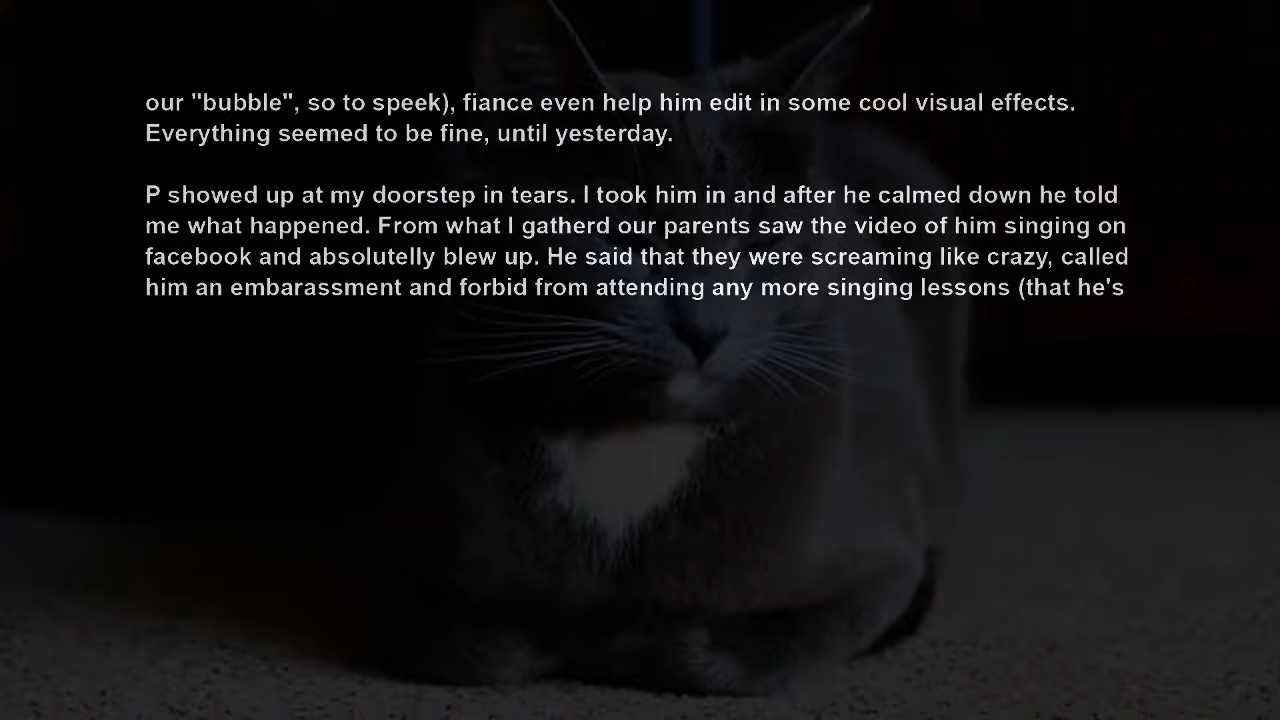 our "bubble", so to speek), fiance even help him edit in some cool visual effects.
Everything seemed to be fine, until yesterday.
P showed up at my doorstep in tears. I took him in and after he calmed down he told
me what happened. From what I gatherd our parents saw the video of him singing on
facebook and absolutelly blew up. He said that they were screaming like crazy, called
him an embarassment and forbid from attending any more singing lessons (that he's